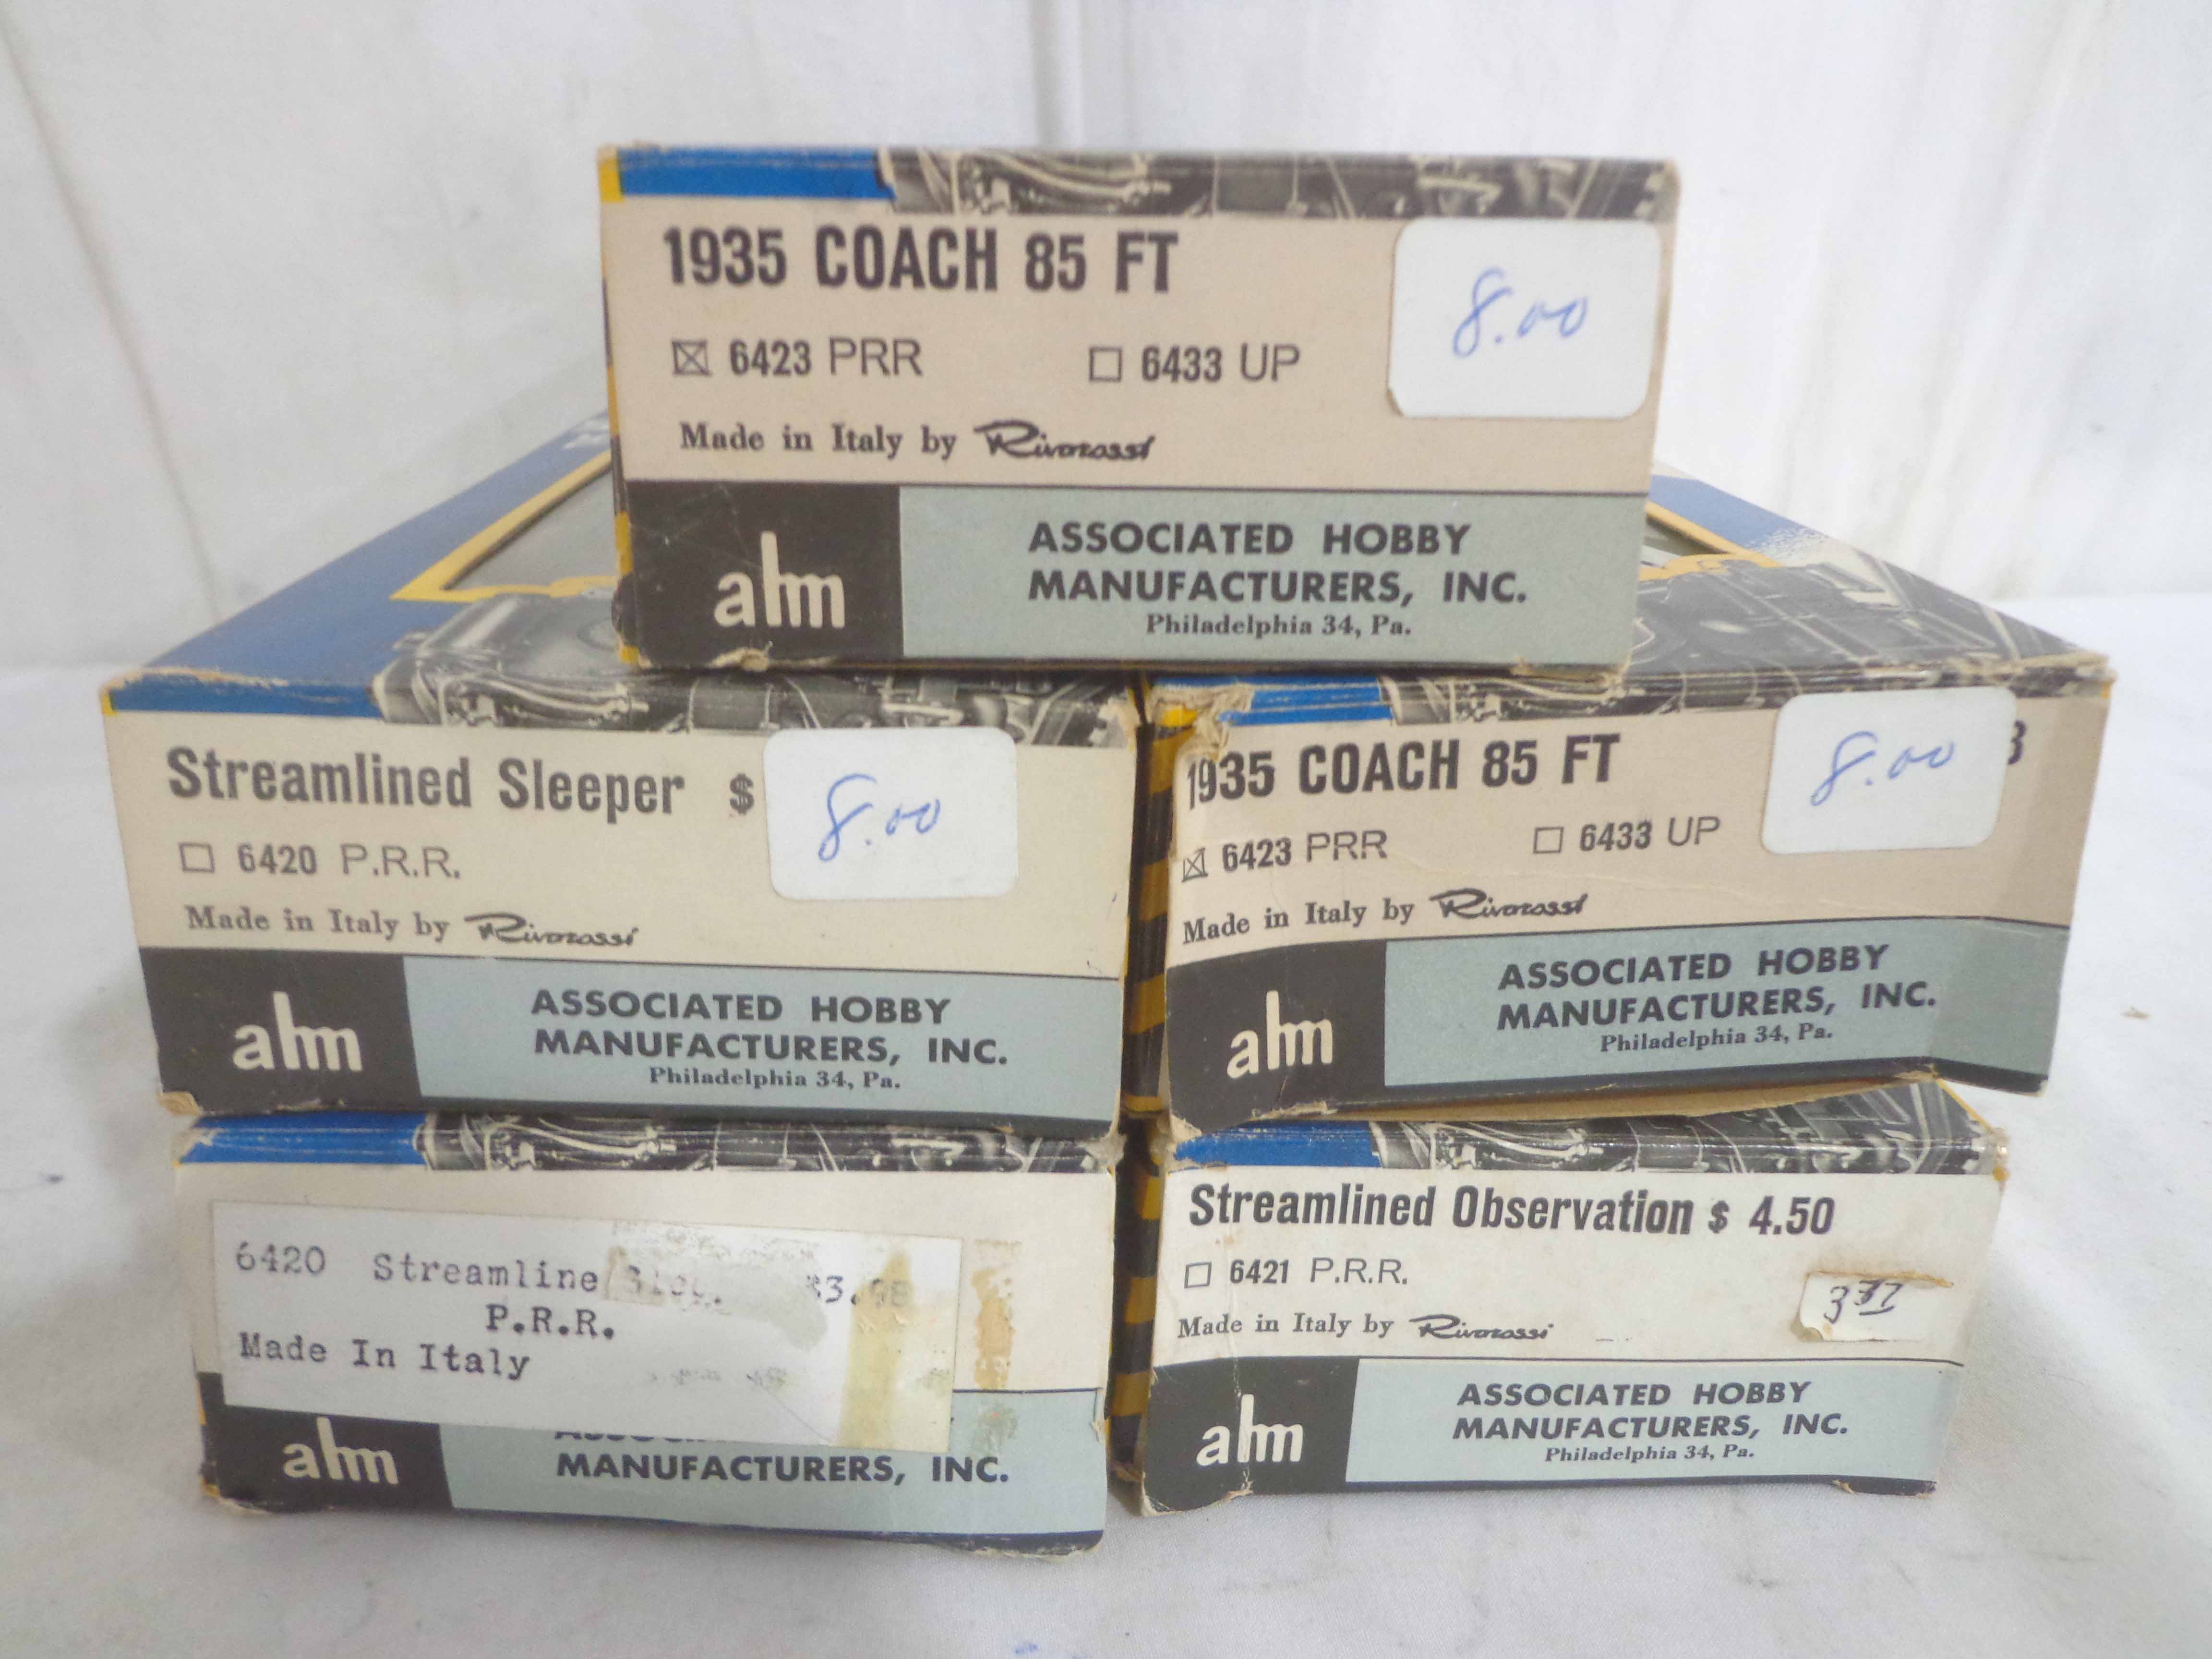 1935 COACH 85 FT
8.00
☒ 6423 PRR ☐ 6433 UP
Made in Italy by Rivarossi
ahm
ASSOCIATED HOBBY
MANUFACTURERS, INC.
Philadelphia 34, Pa.
Streamlined Sleeper $
8.00
☐ 6420 P.R.R.
Made in Italy by Rivarossi
ahm
ASSOCIATED HOBBY
MANUFACTURERS, INC.
Philadelphia 34, Pa.
1935 COACH 85 FT
8.00
☒ 6423 PRR ☐ 6433 UP
Made in Italy by Rivarossi
ahm
ASSOCIATED HOBBY
MANUFACTURERS, INC.
Philadelphia 34, Pa.
6420 Streamline $3.98
P.R.R.
Made In Italy
ahm
MANUFACTURERS, INC.
Streamlined Observation $ 4.50
☐ 6421 P.R.R.
3 37
Made in Italy by Rivarossi
ahm
ASSOCIATED HOBBY
MANUFACTURERS, INC.
Philadelphia 34, Pa.